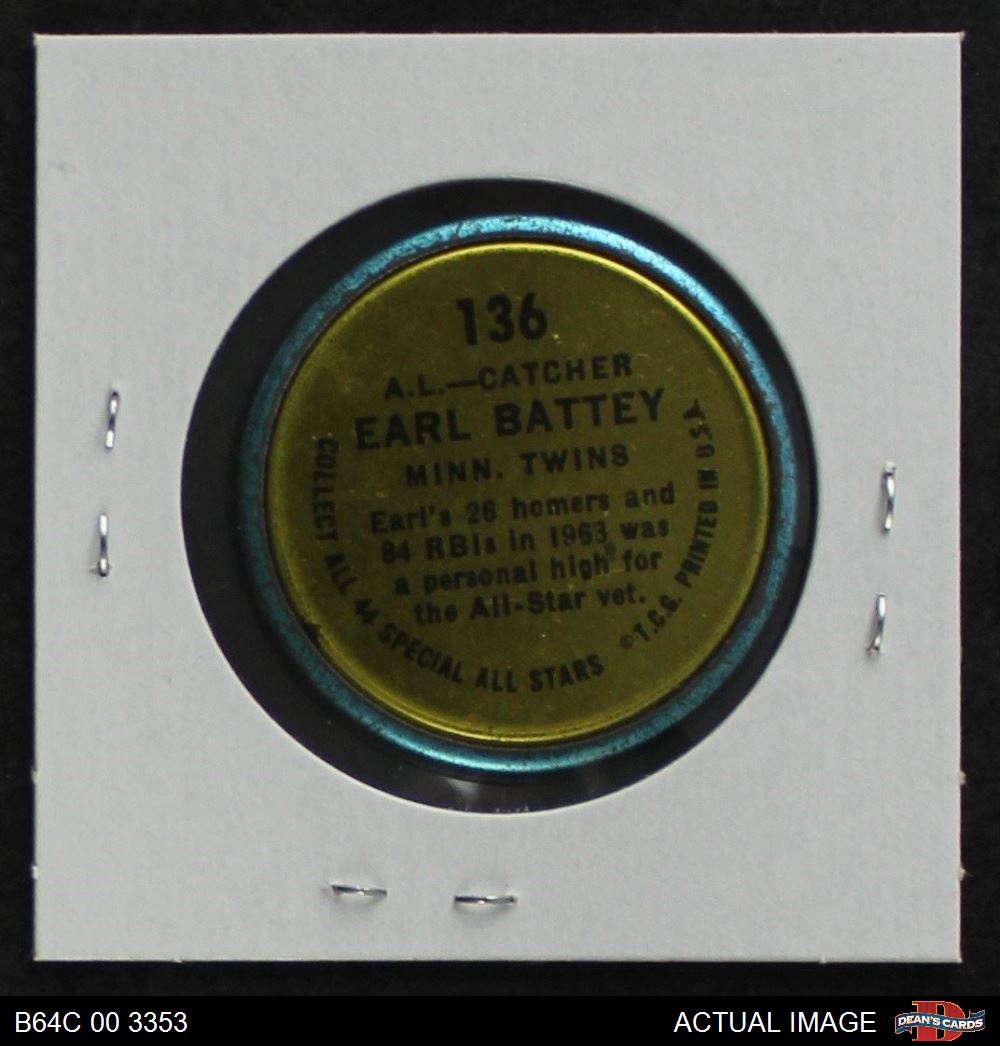 136
A.L.—CATCHER
EARL BATTEY
MINN. TWINS
Earl's 26 homers and
84 RBIs in 1963 was
a personal high for
the All-Star vet.
COLLECT ALL 44 SPECIAL ALL STARS
©T.C.G. PRINTED IN USA
B64C 00 3353
ACTUAL IMAGE
DEAN'S CARDS